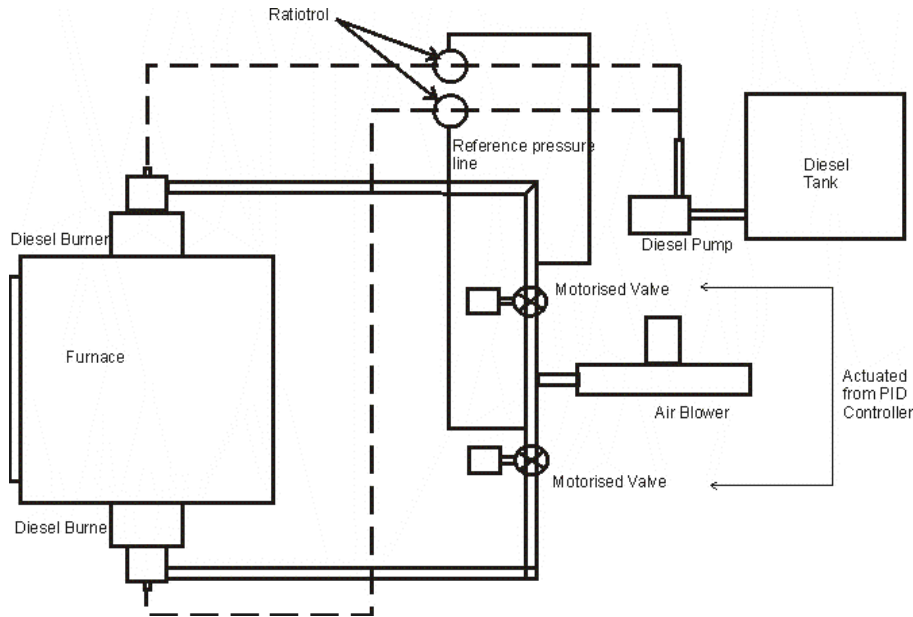 Ratiotrol
Reference pressure
line
Diesel
Tank
Diesel Burner
Diesel Pump
Motorised Valve
Furnace
Actuated
from PID
Controller
Air Blower
Motorised Valve
Diesel Burne